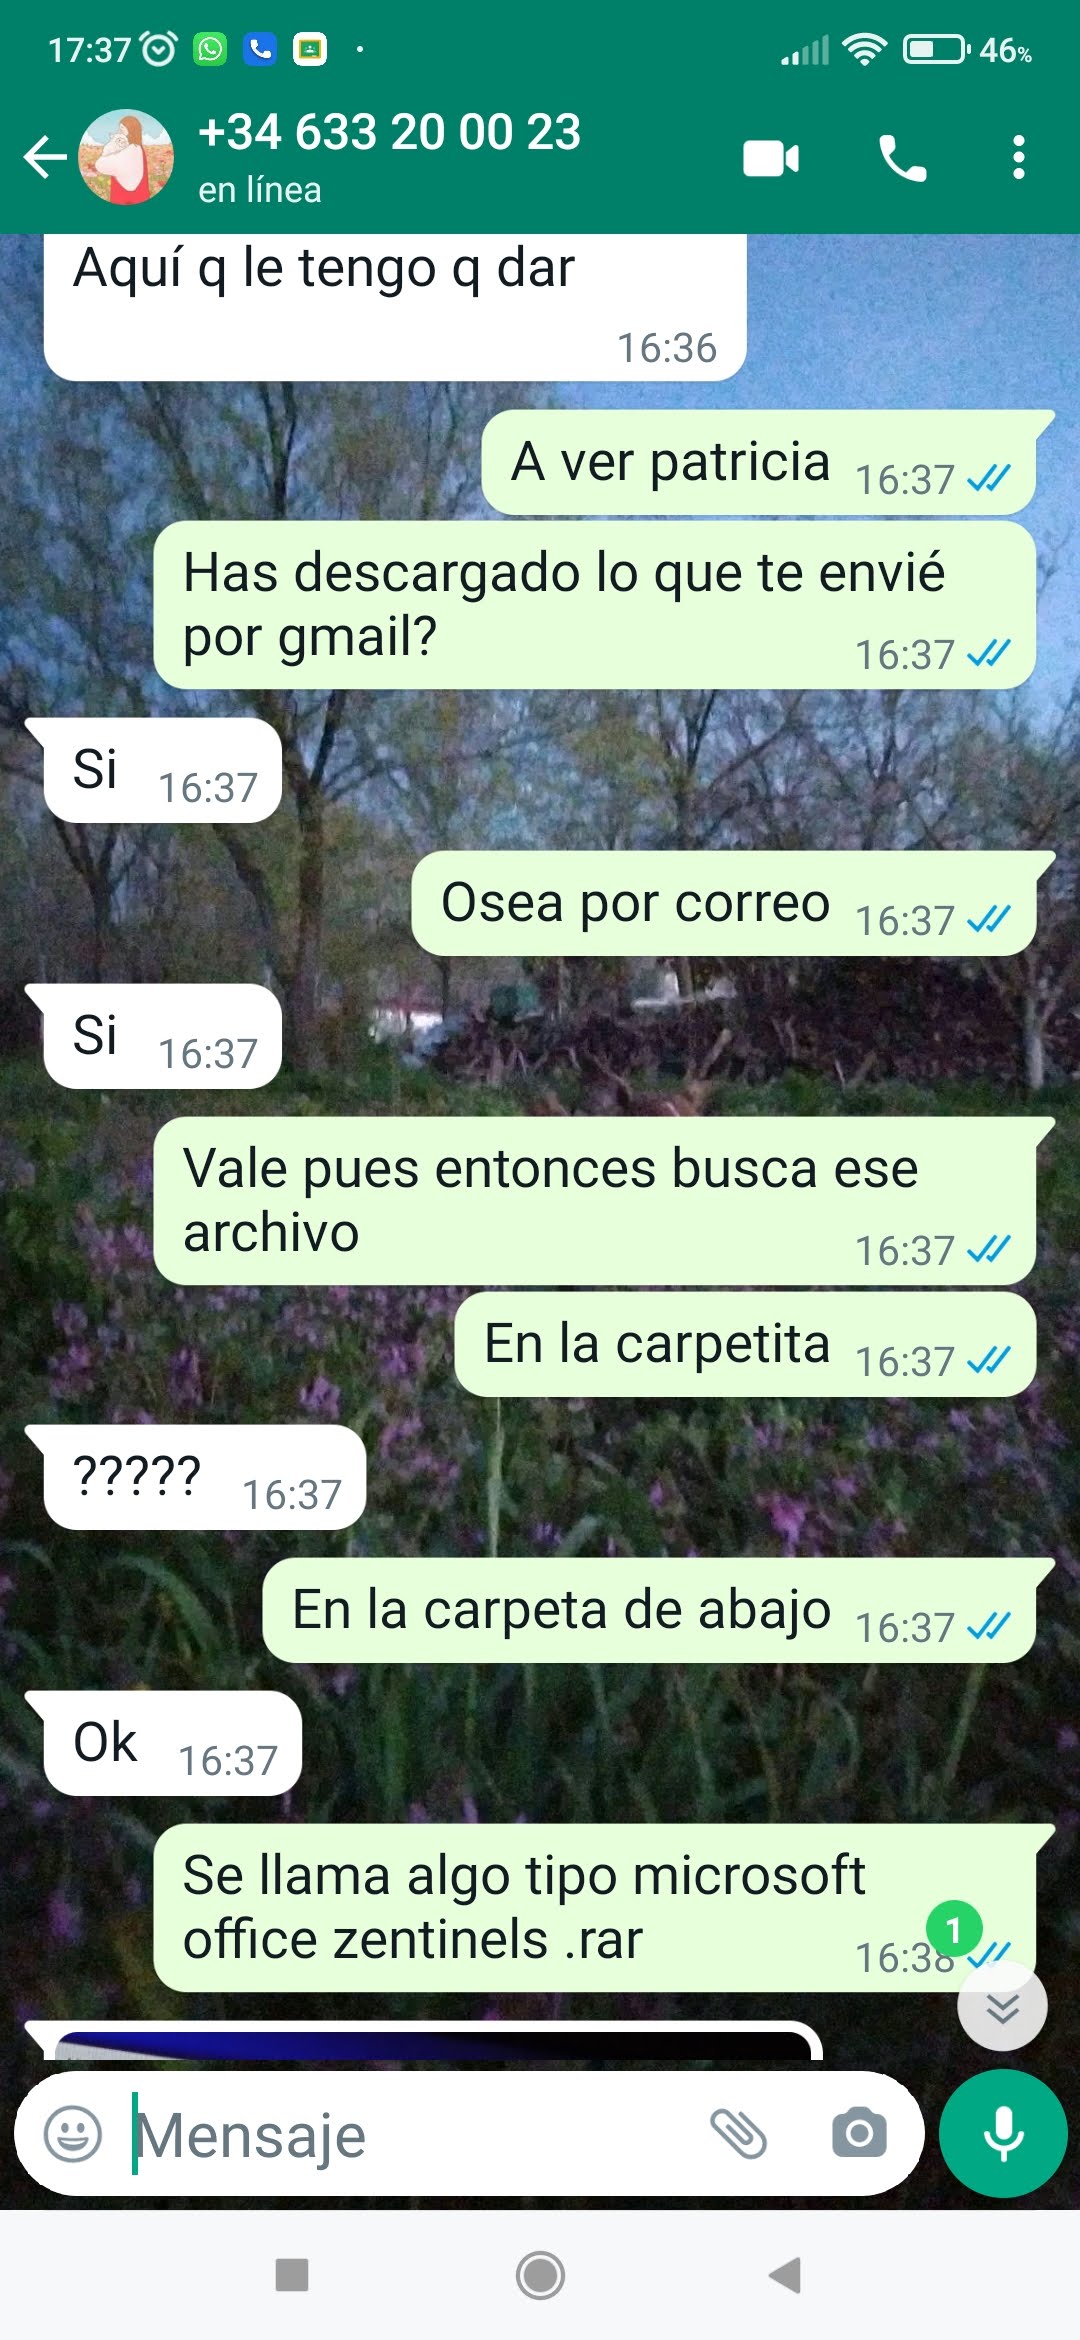 17:37
46%
+34 633 20 00 23
en línea
Aquí q le tengo q dar
16:36
A ver patricia 16:37
Has descargado lo que te envié
por gmail?
16:37
Si 16:37
Osea por correo 16:37
Si 16:37
Vale pues entonces busca ese
archivo
16:37
En la carpetita 16:37
????? 16:37
En la carpeta de abajo 16:37
Ok 16:37
Se llama algo tipo microsoft
office zentinels .rar
16:38
1
Mensaje